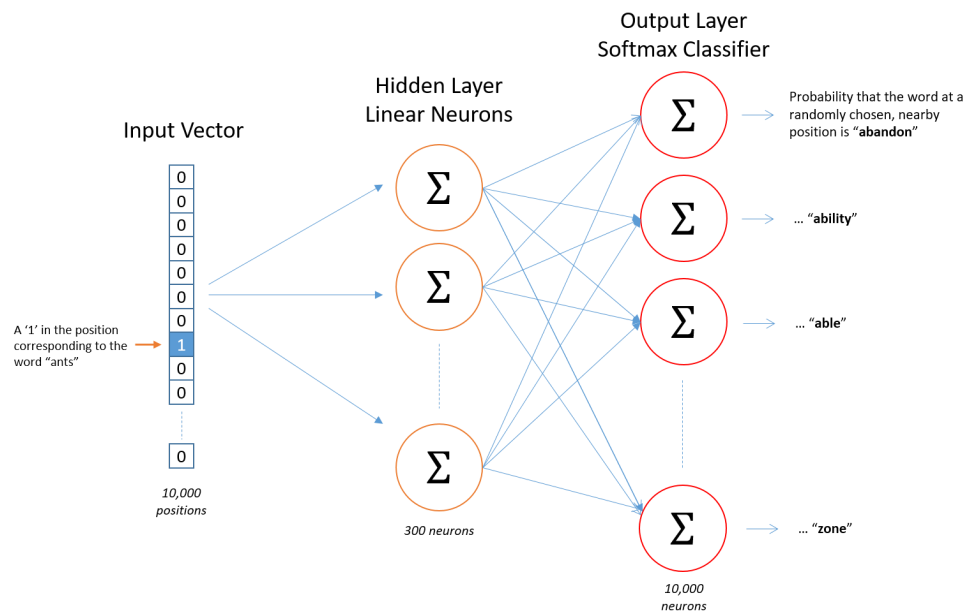 Output Layer
Softmax Classifier
Hidden Layer
Linear Neurons
Input Vector
0
0
0
0
0
0
0
1
0
0
0
A ‘1’ in the position
corresponding to the
word “ants”
10,000
positions
Σ
Σ
Σ
300 neurons
Σ
Σ
Σ
Σ
10,000
neurons
Probability that the word at a
randomly chosen, nearby
position is “abandon”
... “ability”
... “able”
... “zone”